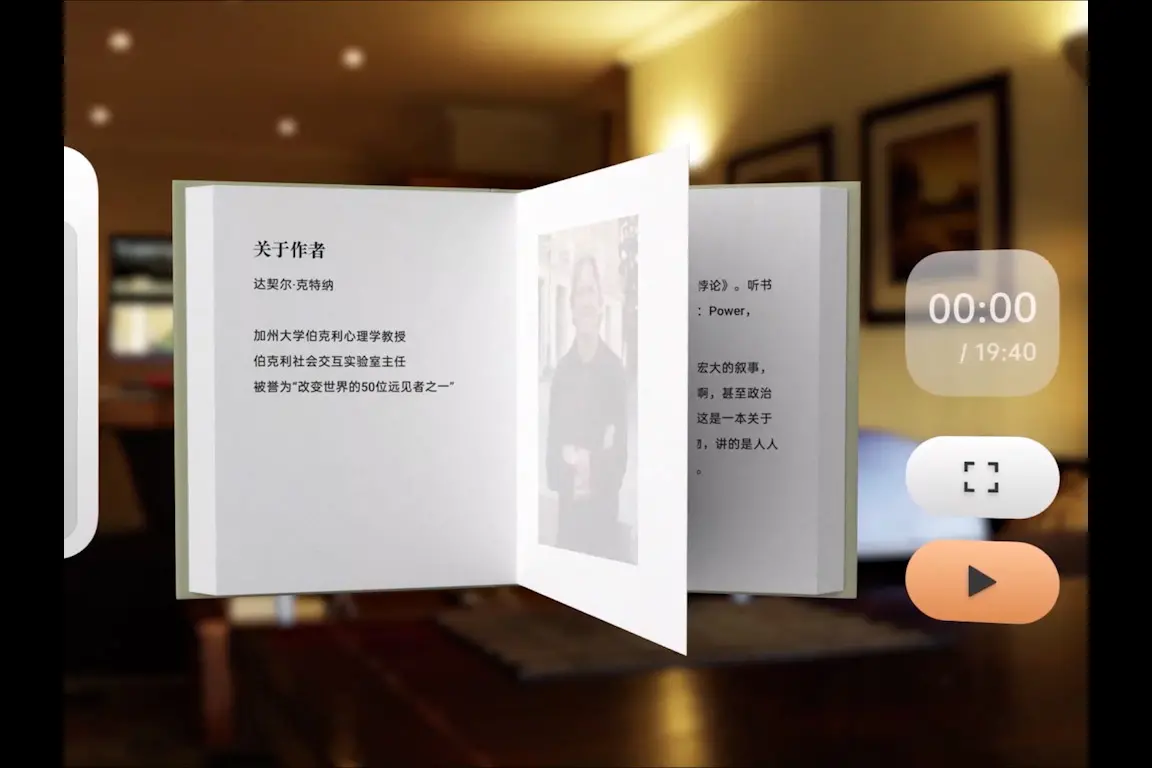 关于作者
达契尔·克特纳
加州大学伯克利心理学教授
伯克利社会交互实验室主任
被誉为“改变世界的50位远见者之一”
悖论》。听书
：Power，
宏大的叙事，
啊，甚至政治
这是一本关于
，讲的是人人
。
00:00
/ 19:40